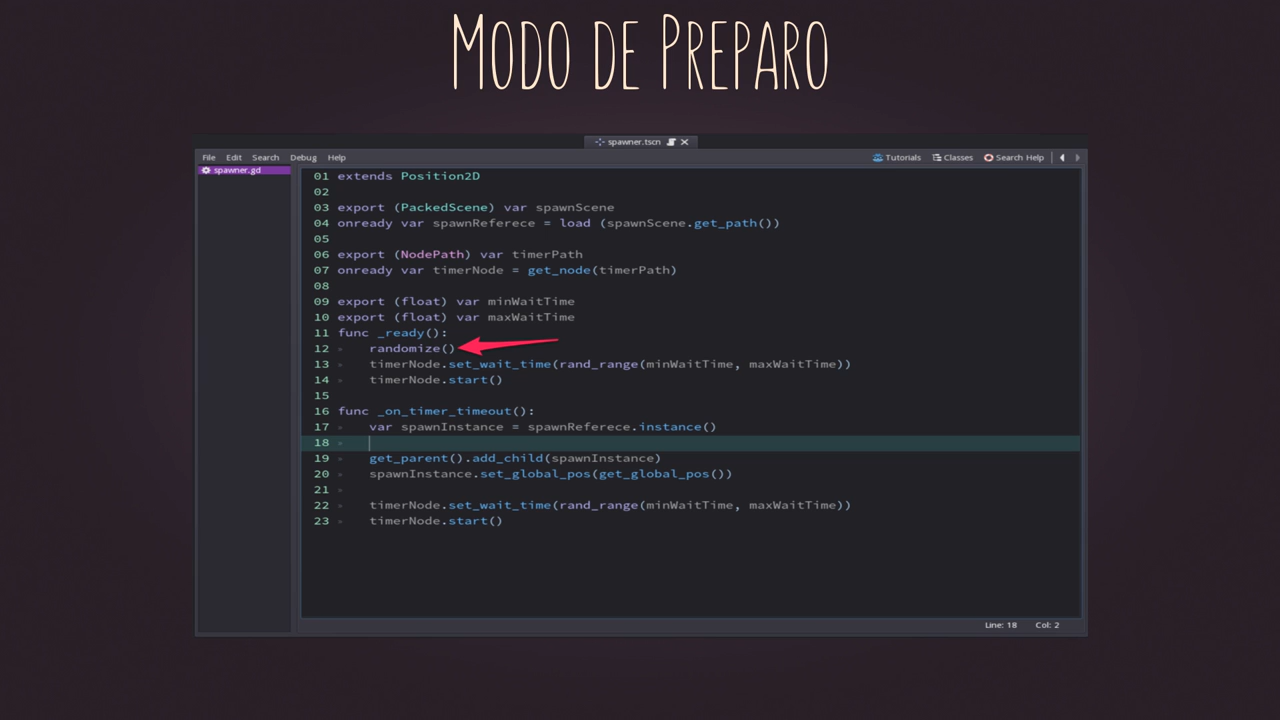 Modo de Preparo
spawner.tscn
File Edit Search Debug Help Tutorials Classes Search Help
spawner.gd
01 extends Position2D
02
03 export (PackedScene) var spawnScene
04 onready var spawnReferece = load (spawnScene.get_path())
05
06 export (NodePath) var timerPath
07 onready var timerNode = get_node(timerPath)
08
09 export (float) var minWaitTime
10 export (float) var maxWaitTime
11 func _ready():
12 randomize()
13 timerNode.set_wait_time(rand_range(minWaitTime, maxWaitTime))
14 timerNode.start()
15
16 func _on_timer_timeout():
17 var spawnInstance = spawnReferece.instance()
18
19 get_parent().add_child(spawnInstance)
20 spawnInstance.set_global_pos(get_global_pos())
21
22 timerNode.set_wait_time(rand_range(minWaitTime, maxWaitTime))
23 timerNode.start()
Line: 18 Col: 2